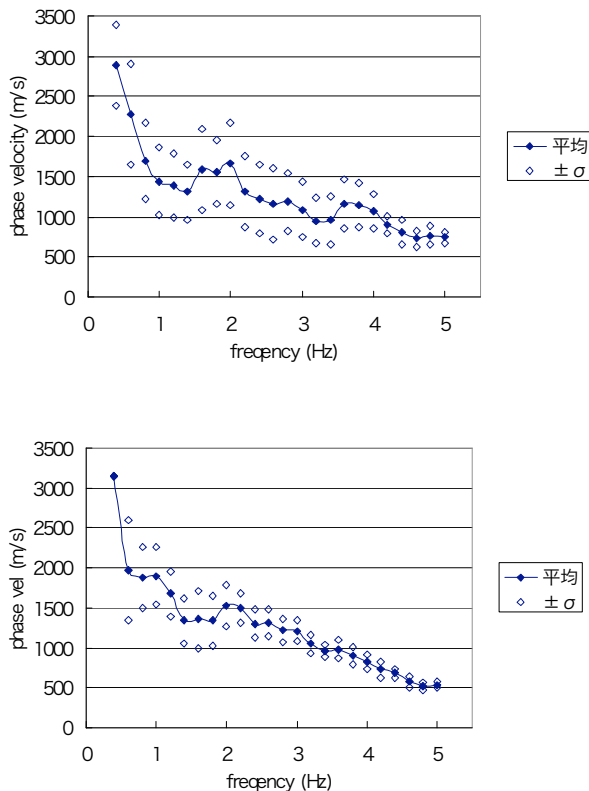 3500
3000
2500
2000
1500
1000
500
0
phase velocity (m/s)
0 1 2 3 4 5
freqency (Hz)
平均
± σ
3500
3000
2500
2000
1500
1000
500
0
phase vel (m/s)
0 1 2 3 4 5
freqency (Hz)
平均
± σ